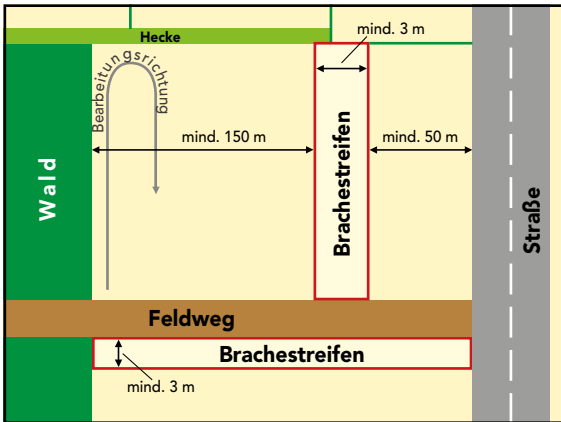 Hecke
mind. 3 m
Bearbeitungsrichtung
mind. 150 m
mind. 50 m
Wald
Brachestreifen
Straße
Feldweg
Brachestreifen
mind. 3 m